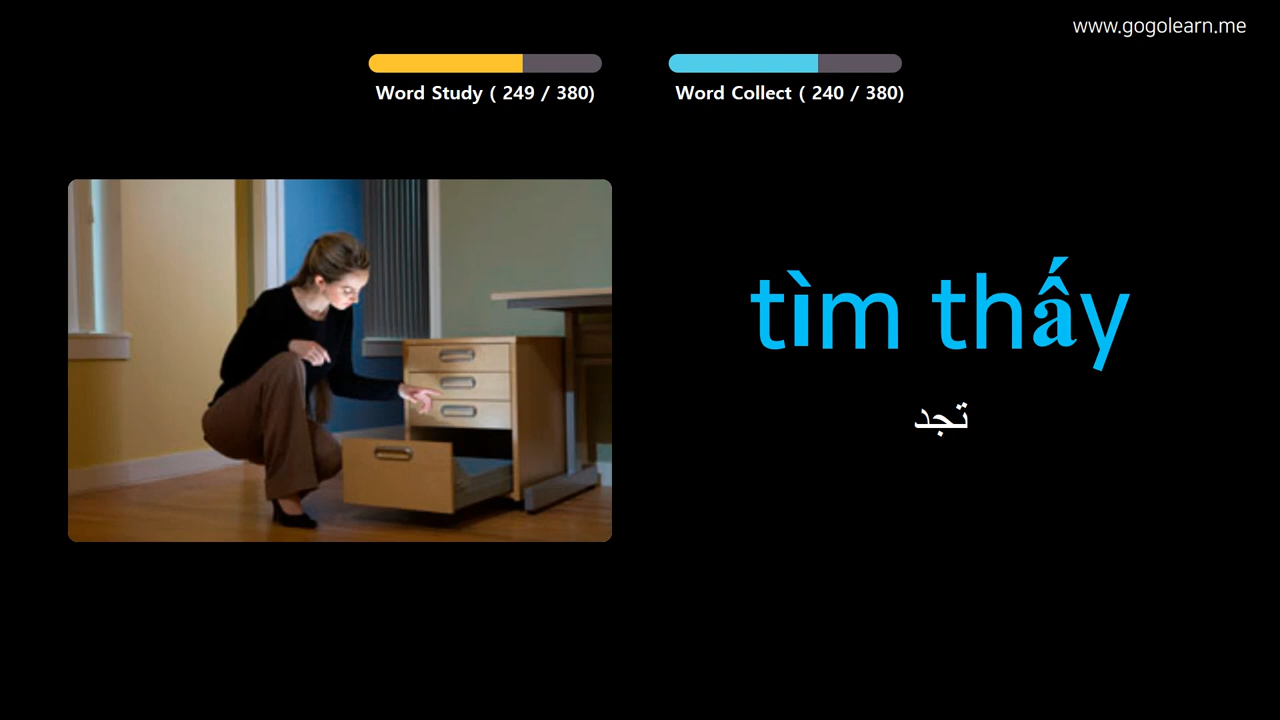 www.gogolearn.me
Word Study ( 249 / 380)
Word Collect ( 240 / 380)
tìm thấy
تجد